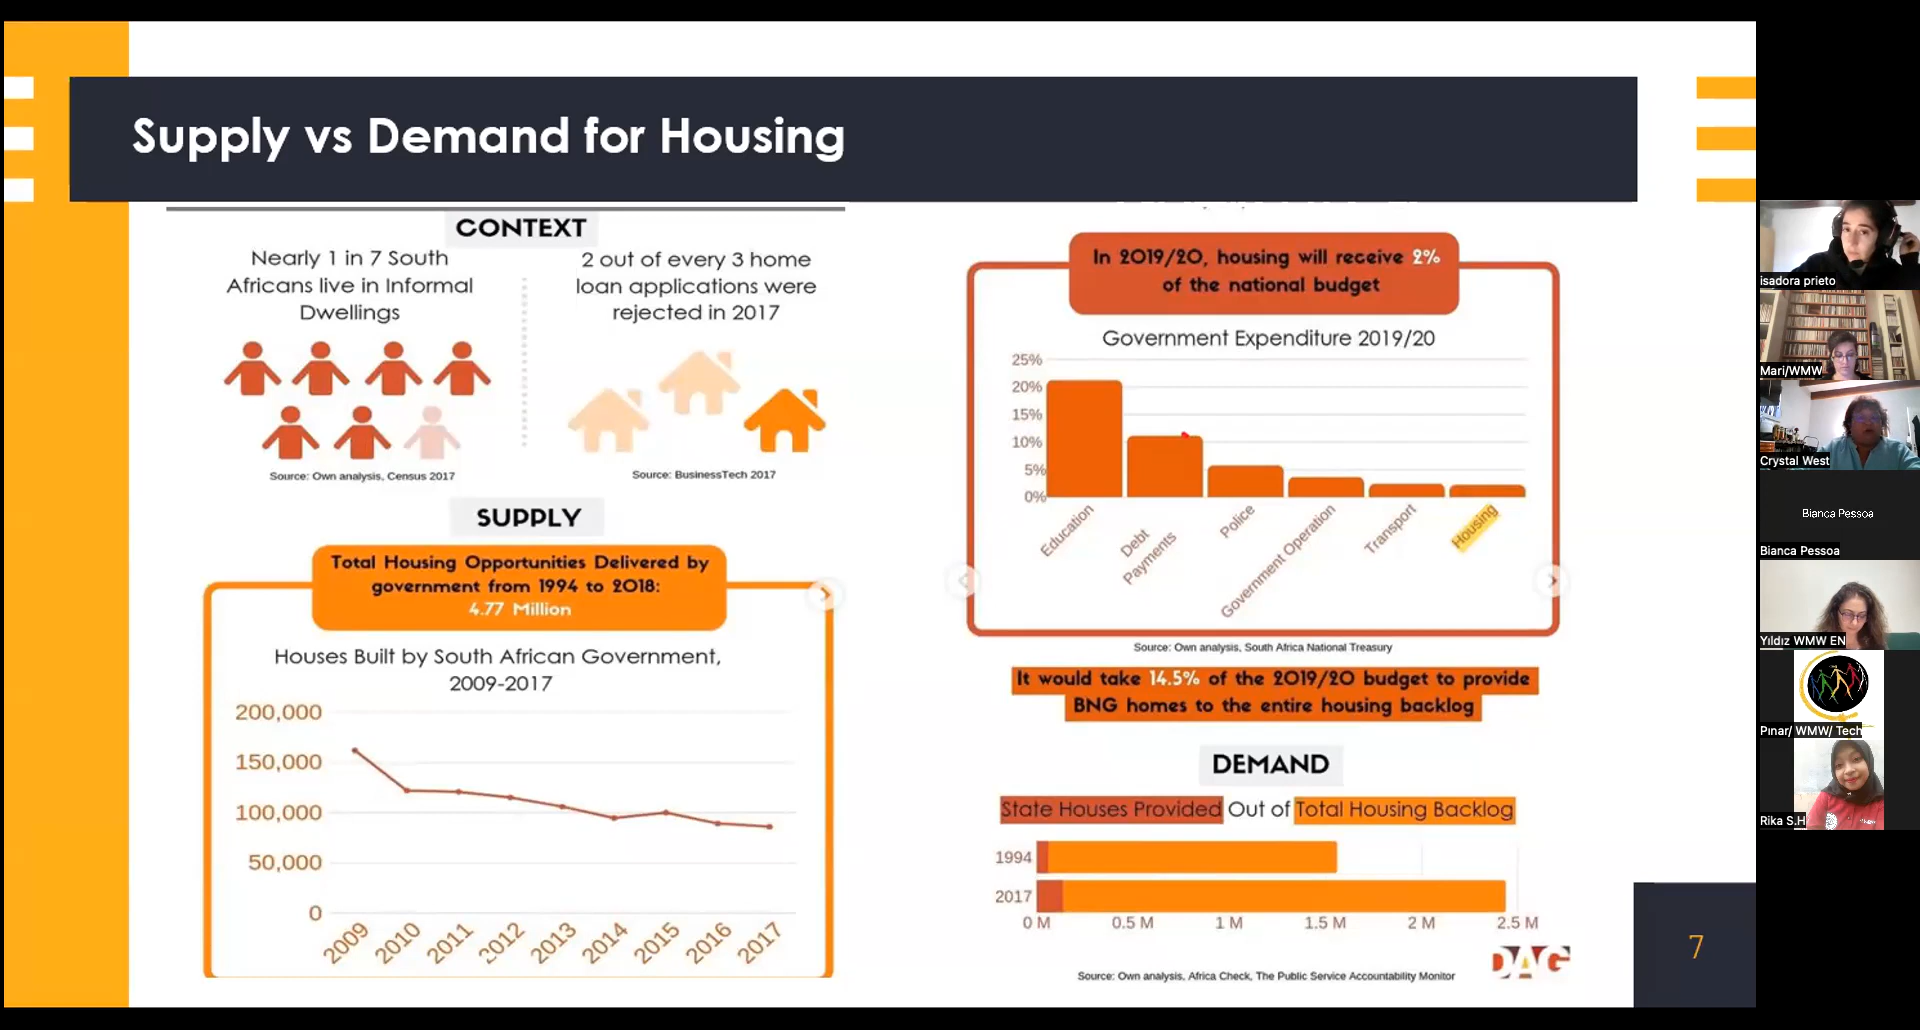 Supply vs Demand for Housing
CONTEXT
Nearly 1 in 7 South
Africans live in Informal
Dwellings
Source: Own analysis, Census 2017
2 out of every 3 home
loan applications were
rejected in 2017
Source: BusinessTech 2017
SUPPLY
Total Housing Opportunities Delivered by
government from 1994 to 2018:
4.77 Million
Houses Built by South African Government,
2009-2017
200,000
150,000
100,000
50,000
0
2009
2010
2011
2012
2013
2014
2015
2016
2017
In 2019/20, housing will receive 2%
of the national budget
Government Expenditure 2019/20
25%
20%
15%
10%
5%
0%
Education
Debt
Payments
Police
Government Operation
Transport
Housing
Source: Own analysis, South Africa National Treasury
It would take 14.5% of the 2019/20 budget to provide
BNG homes to the entire housing backlog
DEMAND
State Houses Provided Out of Total Housing Backlog
1994
2017
0 M
0.5 M
1 M
1.5 M
2 M
2.5 M
DAG
Source: Own analysis, Africa Check, The Public Service Accountability Monitor
7
isadora prieto
Mari/WMW
Crystal West
Bianca Pessoa
Bianca Pessoa
Yıldız WMW EN
Pınar/ WMW/ Tech
Rika S.H